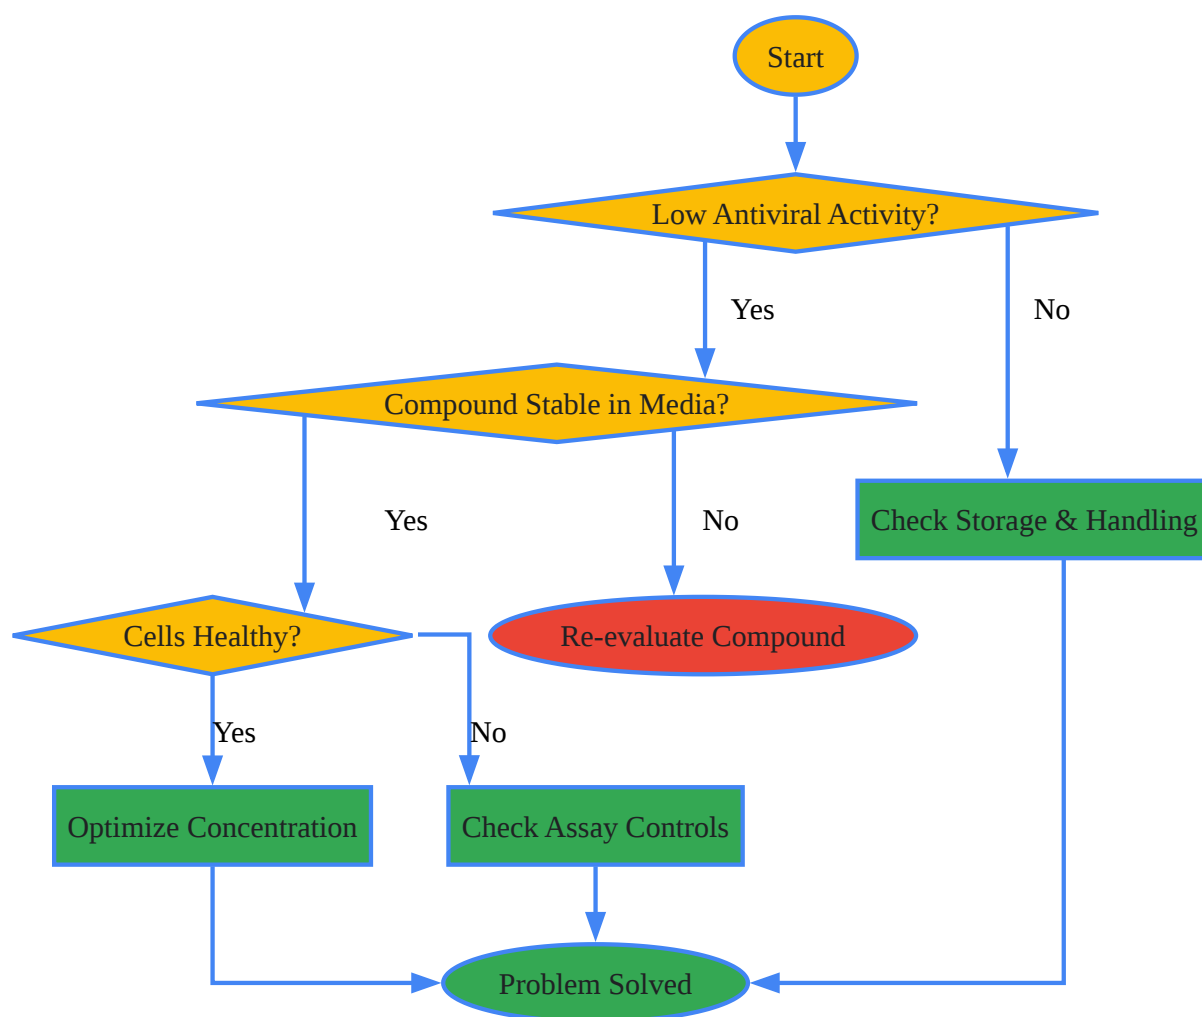 Start
Low Antiviral Activity?
Yes
No
Compound Stable in Media?
Yes
No
Check Storage & Handling
Cells Healthy?
Re-evaluate Compound
Yes
No
Optimize Concentration
Check Assay Controls
Problem Solved